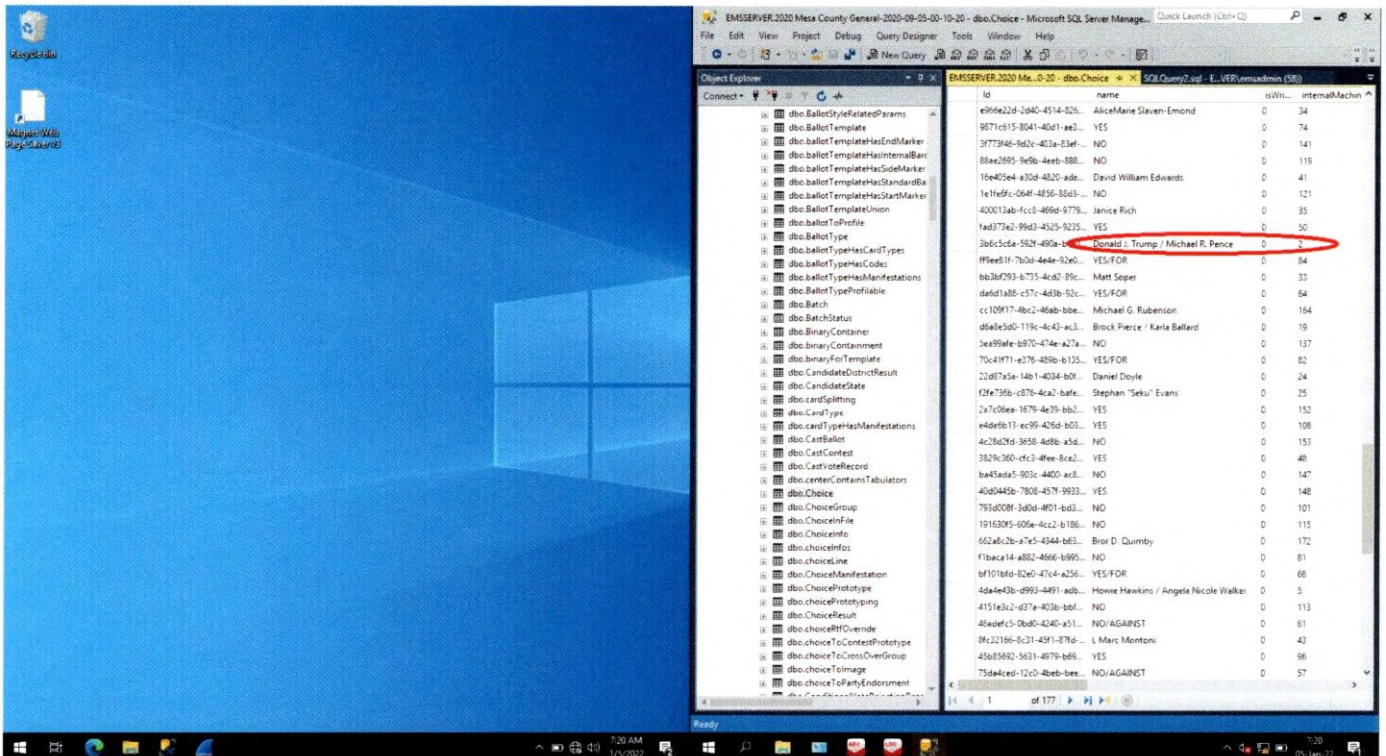 Recycle Bin
Magnet Web
Page Saver V3
EMSSERVER.2020 Mesa County General-2020-09-05-00-10-20 - dbo.Choice - Microsoft SQL Server Manage...
Quick Launch (Ctrl+Q)
File Edit View Project Debug Query Designer Tools Window Help
New Query
Object Explorer
Connect
dbo.BallotStyleRelatedParams
dbo.BallotTemplate
dbo.ballotTemplateHasEndMarker
dbo.ballotTemplateHasInternalBarc
dbo.ballotTemplateHasSideMarker
dbo.ballotTemplateHasStandardBa
dbo.ballotTemplateHasStartMarker
dbo.BallotTemplateUnion
dbo.ballotToProfile
dbo.BallotType
dbo.ballotTypeHasCardTypes
dbo.ballotTypeHasCodes
dbo.ballotTypeHasManifestations
dbo.BallotTypeProfilable
dbo.Batch
dbo.BatchStatus
dbo.BinaryContainer
dbo.binaryContainment
dbo.binaryForTemplate
dbo.CandidateDistrictResult
dbo.CandidateState
dbo.cardSplitting
dbo.CardType
dbo.cardTypeHasManifestations
dbo.CastBallot
dbo.CastContest
dbo.CastVoteRecord
dbo.centerContainsTabulators
dbo.Choice
dbo.ChoiceGroup
dbo.ChoiceInFile
dbo.ChoiceInfo
dbo.choiceInfos
dbo.choiceLine
dbo.ChoiceManifestation
dbo.ChoicePrototype
dbo.choicePrototyping
dbo.ChoiceResult
dbo.choiceRtfOverride
dbo.choiceToContestPrototype
dbo.choiceToCrossOverGroup
dbo.choiceToImage
dbo.choiceToPartyEndorsment
EMSSERVER.2020 Me...0-20 - dbo.Choice SQLQuery2.sql - E...VER\emsadmin (58))
Id name isWri... internalMachin
e966e22d-2d40-4514-826... AliceMarie Slaven-Emond 0 34
9871c615-8041-40d1-ae3... YES 0 74
3f773f46-9d2c-403a-83ef-... NO 0 141
88ae2695-9e9b-4eeb-888... NO 0 119
16e405e4-a30d-4820-ade... David William Edwards 0 41
1e1fe6fc-064f-4856-88d3-... NO 0 121
400013ab-fcc8-469d-9779... Janice Rich 0 35
fad373e2-99d3-4525-9235... YES 0 50
3b6c5c6a-592f-490a-b Donald J. Trump / Michael R. Pence 0 2
ff9ee81f-7b0d-4e4e-92e0... YES/FOR 0 84
bb3bf293-b735-4cd2-89c... Matt Soper 0 33
da6d1a86-c57c-4d3b-92c... YES/FOR 0 64
cc109f17-4bc2-46ab-bbe... Michael G. Rubenson 0 164
d6a8e5d0-119c-4c43-ac3... Brock Pierce / Karla Ballard 0 19
5ea99afe-b970-474e-a27a... NO 0 137
70c41f71-e376-489b-b135... YES/FOR 0 82
22d87a5a-14b1-4034-b0f... Daniel Doyle 0 24
f2fe736b-c876-4ca2-bafe... Stephan "Seku" Evans 0 25
2a7c06ea-1679-4e39-bb2... YES 0 152
e4de6b13-ec99-426d-b03... YES 0 108
4c28d2fd-3658-4d8b-a5d... NO 0 153
3829c360-cfc3-4fee-8ce2... YES 0 48
ba45ada5-903c-4400-ac8... NO 0 147
40d0445b-7808-457f-9933... YES 0 148
793d008f-3d0d-4f01-bd3... NO 0 101
191630f5-606e-4cc2-b186... NO 0 115
662a8c2b-a7e5-4344-b63... Bror D. Quimby 0 172
f1baca14-a882-4666-b995... NO 0 81
bf101bfd-82e0-47c4-a256... YES/FOR 0 68
4da4e43b-d993-4491-adb... Howie Hawkins / Angela Nicole Walker 0 5
4151e3c2-d37a-403b-bbf... NO 0 113
46adefc5-0bd0-4240-a51... NO/AGAINST 0 61
8fc32166-8c31-45f1-87fd-... L Marc Montoni 0 43
45b85692-5631-4979-b69... YES 0 96
75da4ced-12c0-4beb-bee... NO/AGAINST 0 57
1 of 177
Ready
7:20 AM
1/5/2022
7:20
05-Jan-22